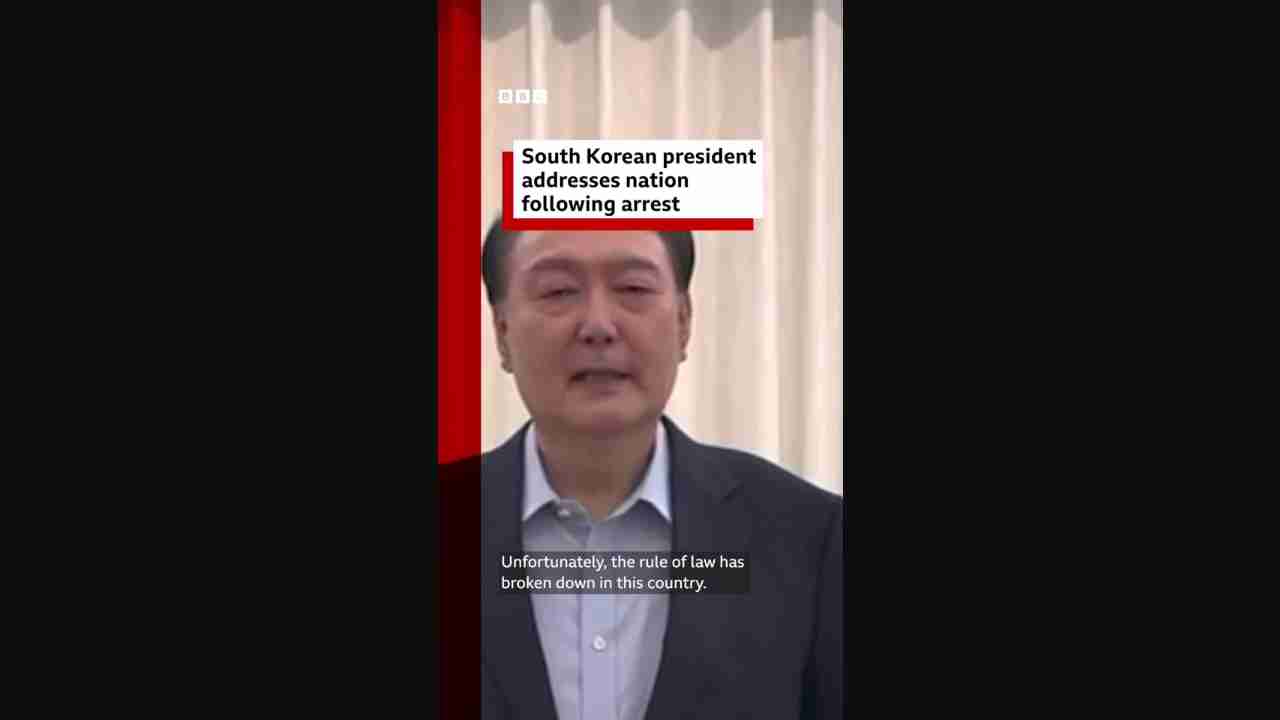 BBC
South Korean president
addresses nation
following arrest
Unfortunately, the rule of law has
broken down in this country.